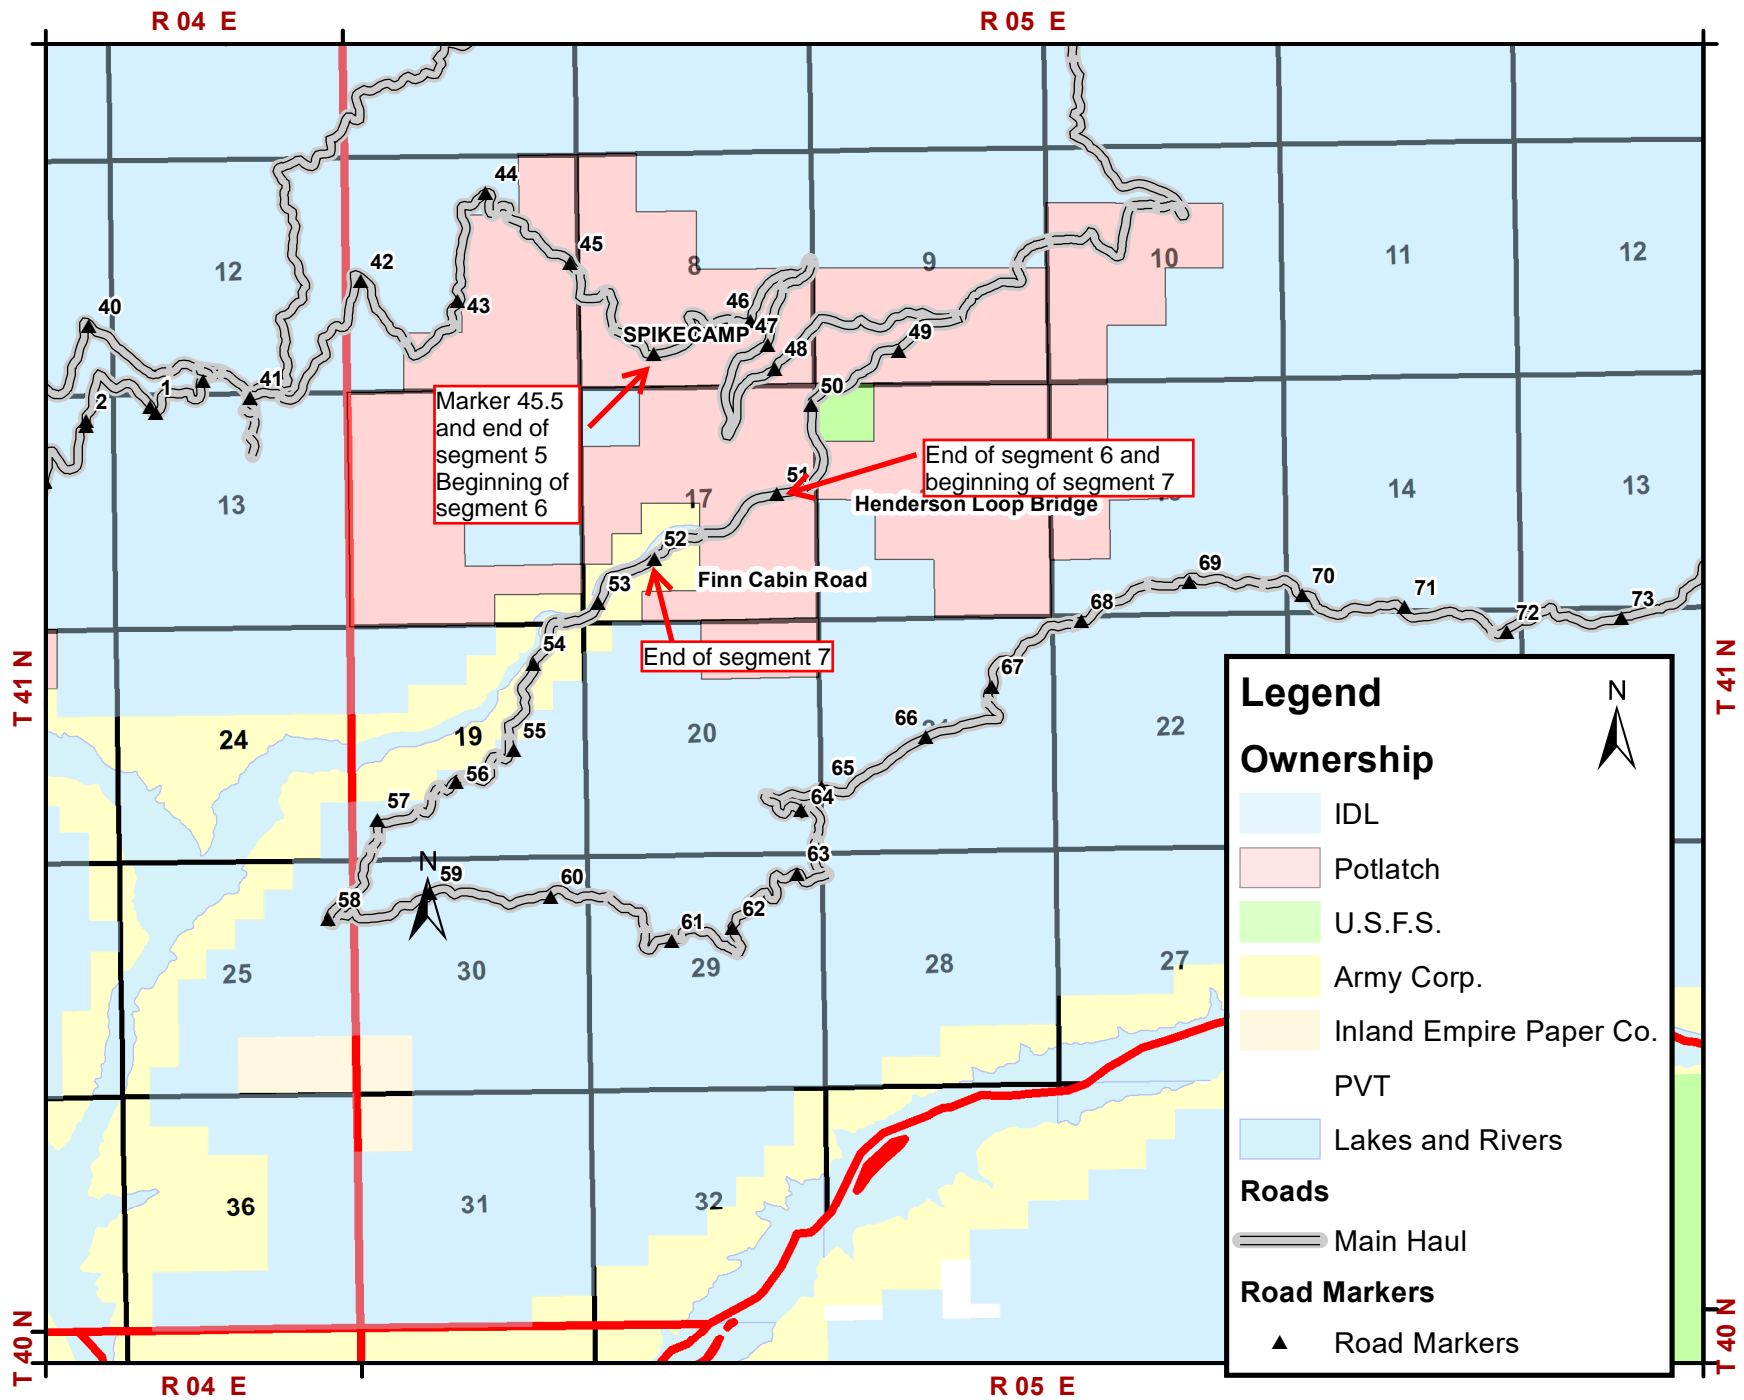 R 04 E
R 05 E
44
45
42
12
8
9
10
11
12
40
43
46
SPIKECAMP
47
48
49
41
1
2
50
Marker 45.5
and end of
segment 5
Beginning of
segment 6
End of segment 6 and
beginning of segment 7
51
13
17
14
13
Henderson Loop Bridge
52
53
Finn Cabin Road
69
70
71
72
73
68
54
End of segment 7
67
T 41 N
T 41 N
24
19
55
20
66
22
56
65
57
64
63
N
59
60
58
62
61
25
30
29
28
27
36
31
32
Legend
N
Ownership
IDL
Potlatch
U.S.F.S.
Army Corp.
Inland Empire Paper Co.
PVT
Lakes and Rivers
Roads
Main Haul
Road Markers
Road Markers
T 40 N
T 40 N
R 04 E
R 05 E